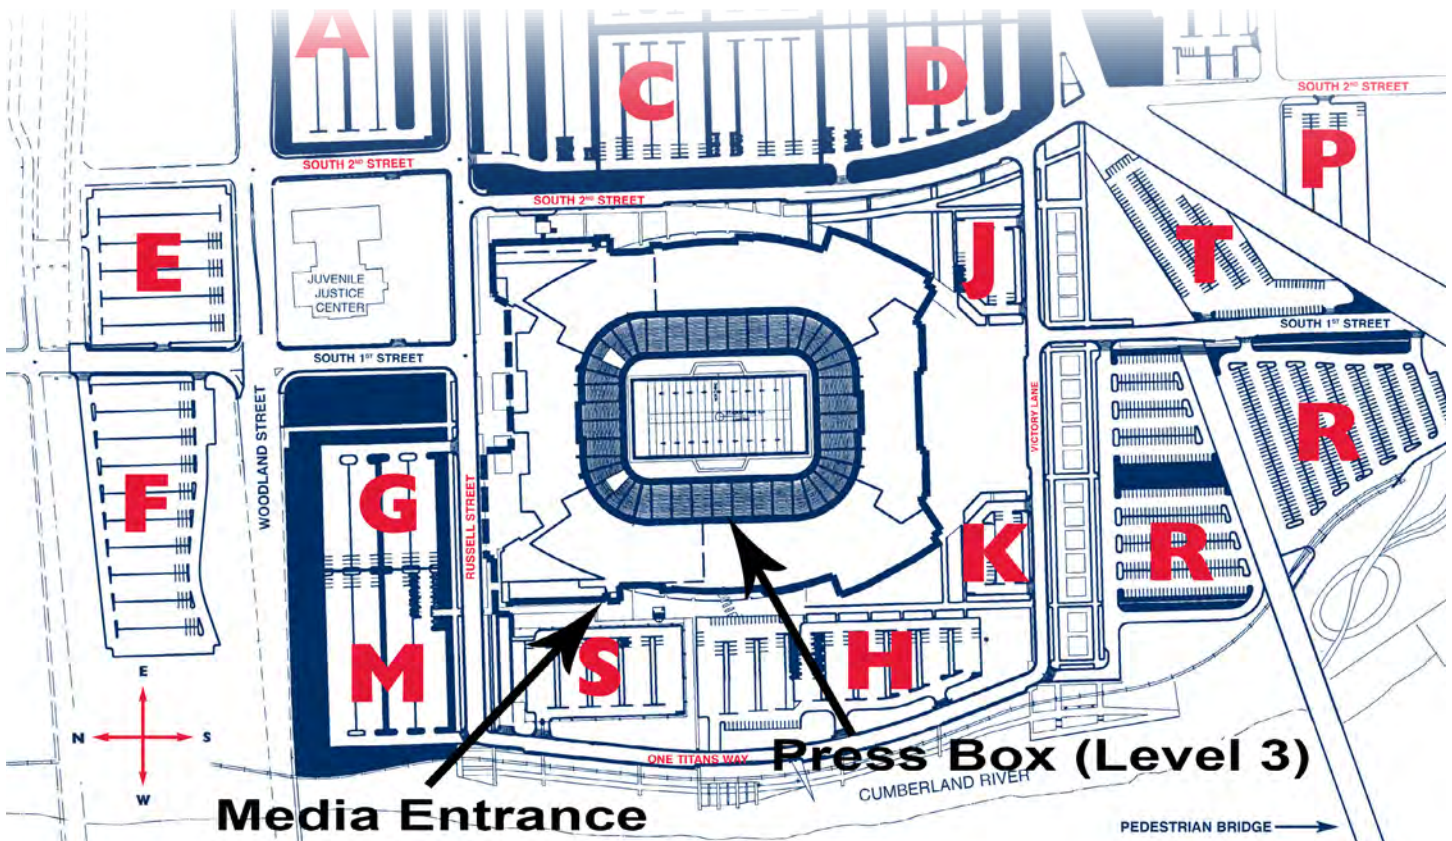 A
C
D
SOUTH 2ND STREET
P
SOUTH 2ND STREET
SOUTH 2ND STREET
E
JUVENILE
JUSTICE
CENTER
J
T
SOUTH 1ST STREET
SOUTH 1ST STREET
WOODLAND STREET
VICTORY LANE
R
F
G
RUSSELL STREET
K
R
M
S
H
E
N
S
W
ONE TITANS WAY
Press Box (Level 3)
CUMBERLAND RIVER
Media Entrance
PEDESTRIAN BRIDGE